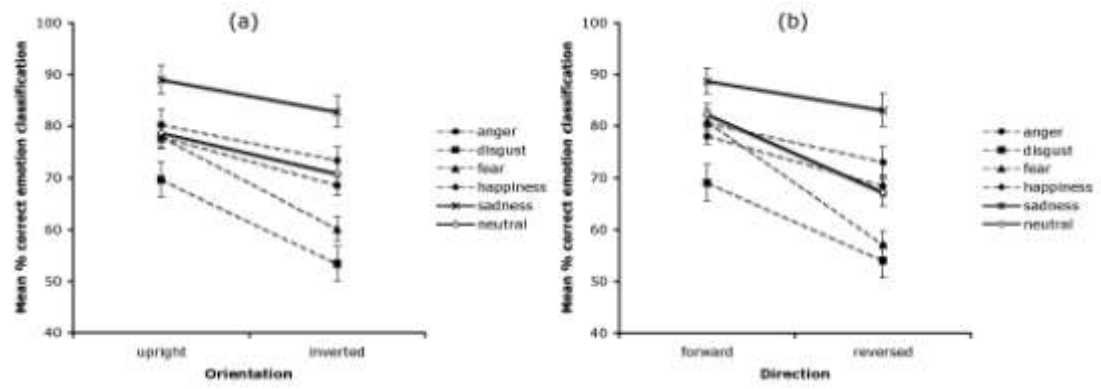 (a)
Mean % correct emotion classification
100
90
80
70
60
50
40
upright
inverted
Orientation
anger
disgust
fear
happiness
sadness
neutral
(b)
Mean % correct emotion classification
100
90
80
70
60
50
40
forward
reversed
Direction
anger
disgust
fear
happiness
sadness
neutral